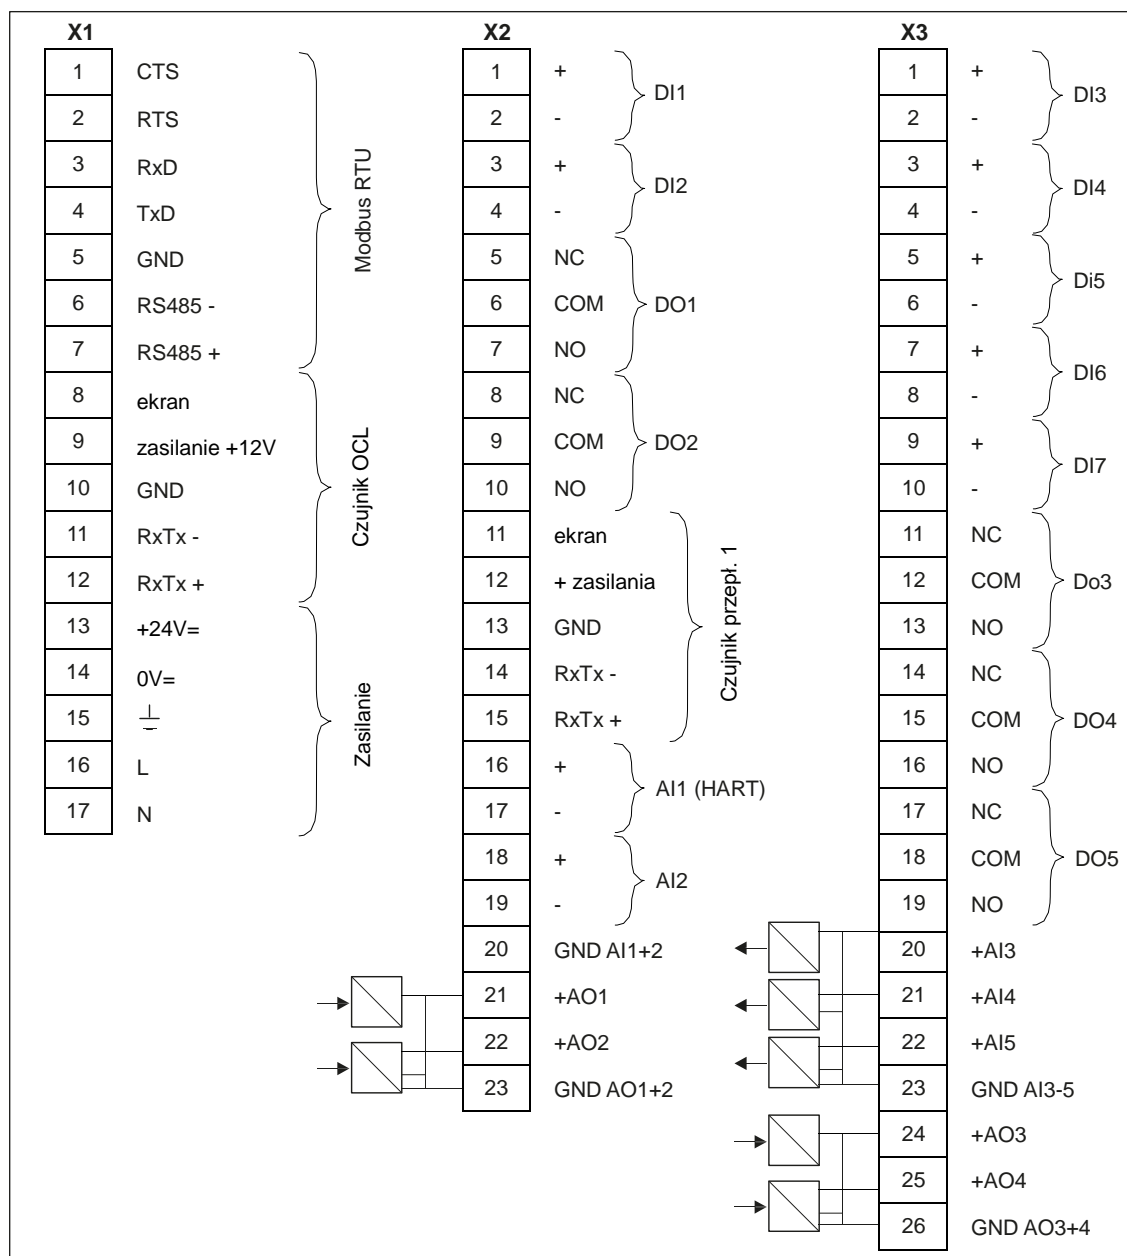 X1
1 CTS
2 RTS
3 RxD
4 TxD
5 GND
6 RS485 -
7 RS485 +
Modbus RTU
8 ekran
9 zasilanie +12V
10 GND
11 RxTx -
12 RxTx +
Czujnik OCL
13 +24V=
14 0V=
15
16 L
17 N
Zasilanie
X2
1 +
2 -
DI1
3 +
4 -
DI2
5 NC
6 COM
7 NO
DO1
8 NC
9 COM
10 NO
DO2
11 ekran
12 + zasilania
13 GND
14 RxTx -
15 RxTx +
Czujnik przepł. 1
16 +
17 -
AI1 (HART)
18 +
19 -
AI2
20 GND AI1+2
21 +AO1
22 +AO2
23 GND AO1+2
X3
1 +
2 -
DI3
3 +
4 -
DI4
5 +
6 -
Di5
7 +
8 -
DI6
9 +
10 -
DI7
11 NC
12 COM
13 NO
Do3
14 NC
15 COM
16 NO
DO4
17 NC
18 COM
19 NO
DO5
20 +AI3
21 +AI4
22 +AI5
23 GND AI3-5
24 +AO3
25 +AO4
26 GND AO3+4